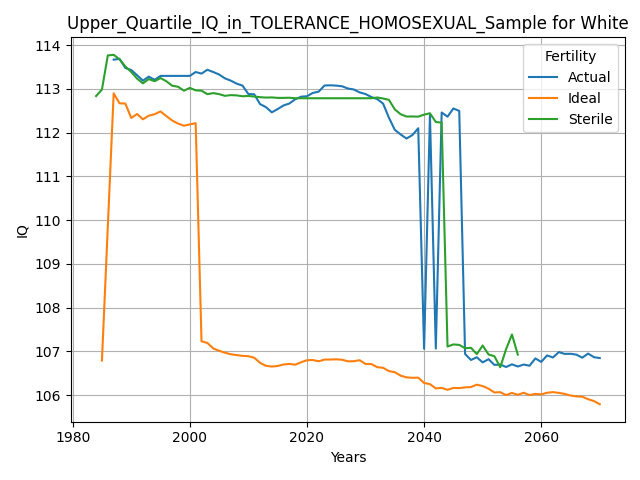 Upper_Quartile_IQ_in_TOLERANCE_HOMOSEXUAL_Sample for White
114
113
112
111
110
109
108
107
106
IQ
Fertility
Actual
Ideal
Sterile
1980
2000
2020
2040
2060
Years